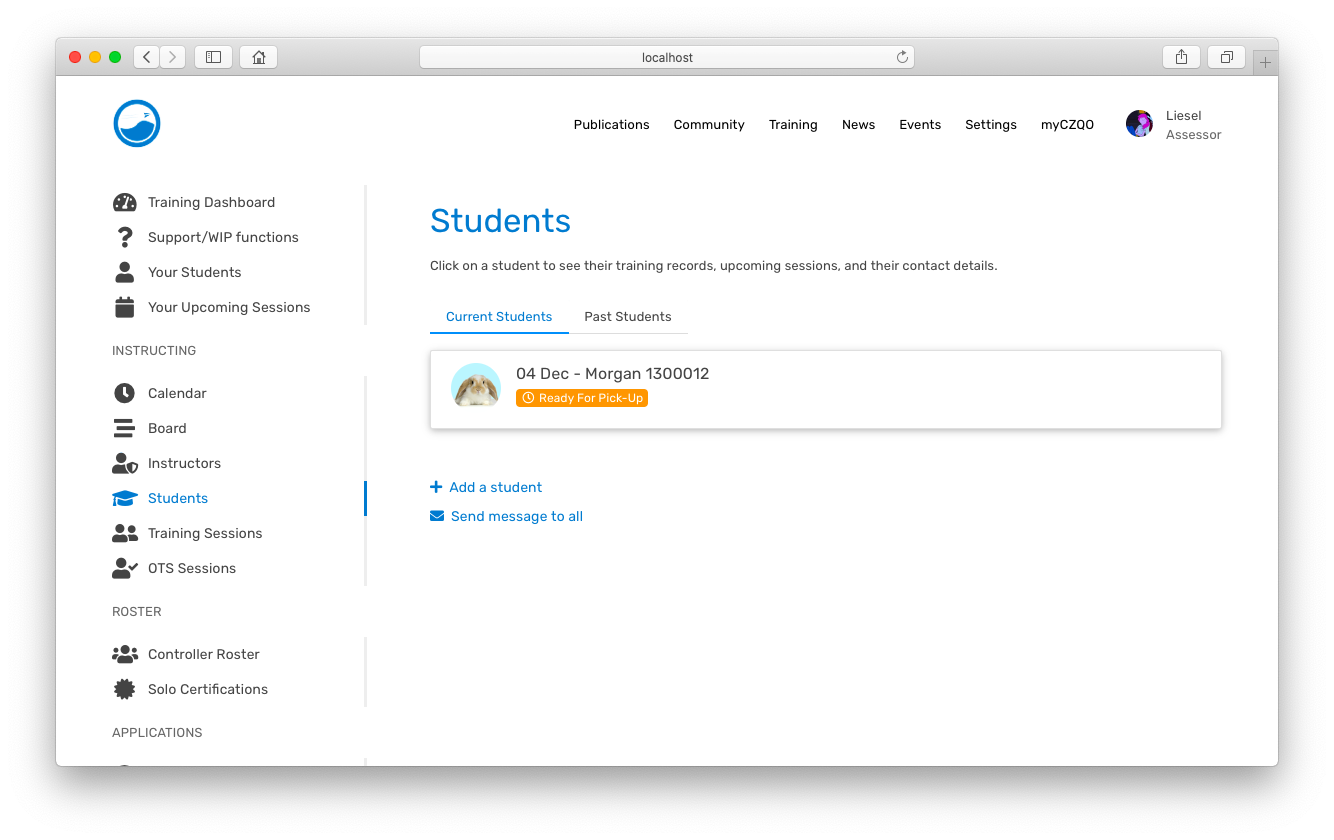 localhost
Publications Community Training News Events Settings myCZQO
Liesel
Assessor
Training Dashboard
Support/WIP functions
Your Students
Your Upcoming Sessions
INSTRUCTING
Calendar
Board
Instructors
Students
Training Sessions
OTS Sessions
ROSTER
Controller Roster
Solo Certifications
APPLICATIONS
Students
Click on a student to see their training records, upcoming sessions, and their contact details.
Current Students Past Students
04 Dec - Morgan 1300012
Ready For Pick-Up
Add a student
Send message to all